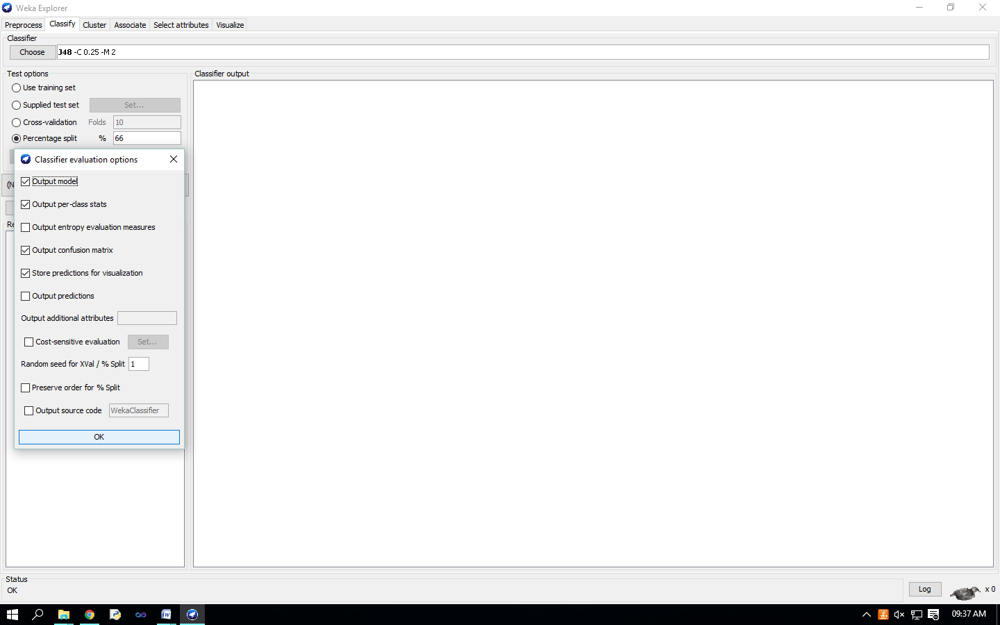 Weka Explorer
Preprocess Classify Cluster Associate Select attributes Visualize
Classifier
Choose J48 -C 0.25 -M 2
Test options
Use training set
Supplied test set Set...
Cross-validation Folds 10
Percentage split % 66
Classifier output
Classifier evaluation options
Output model
Output per-class stats
Output entropy evaluation measures
Output confusion matrix
Store predictions for visualization
Output predictions
Output additional attributes
Cost-sensitive evaluation Set...
Random seed for XVal / % Split 1
Preserve order for % Split
Output source code WekaClassifier
OK
(N
Re
Status
OK
Log x 0
09:37 AM